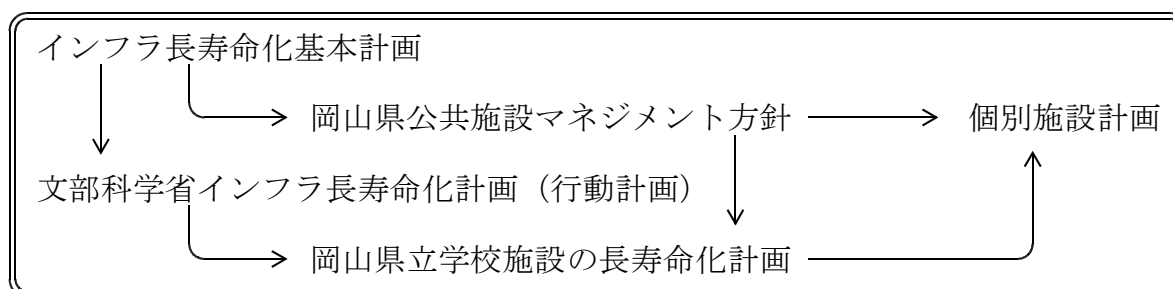 インフラ長寿命化基本計画
岡山県公共施設マネジメント方針 個別施設計画
文部科学省インフラ長寿命化計画（行動計画）
岡山県立学校施設の長寿命化計画